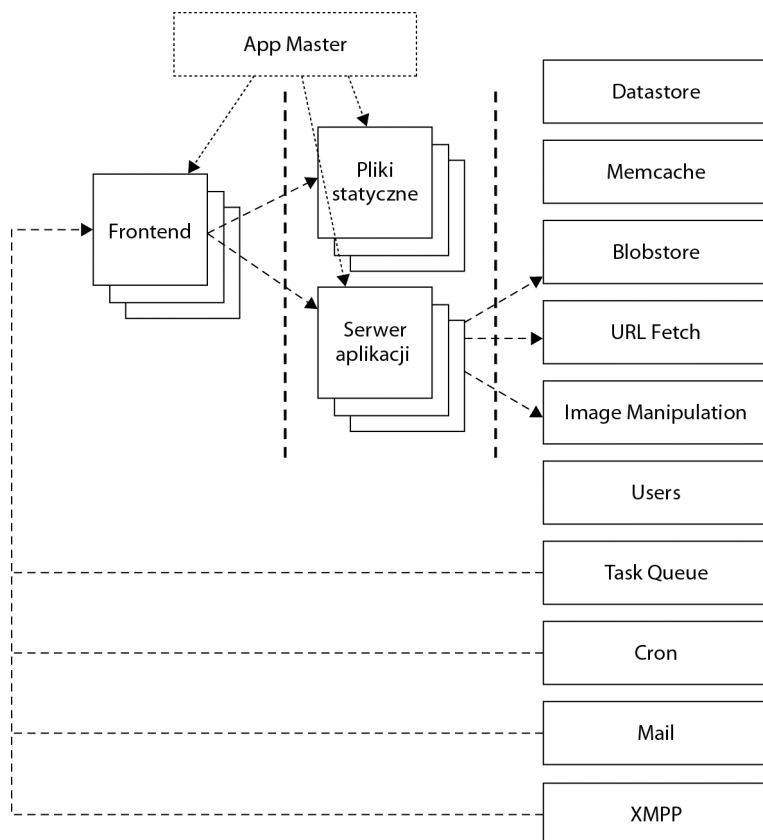 App Master
Datastore
Memcache
Pliki
statyczne
Frontend
Blobstore
Serwer
aplikacji
URL Fetch
Image Manipulation
Users
Task Queue
Cron
Mail
XMPP